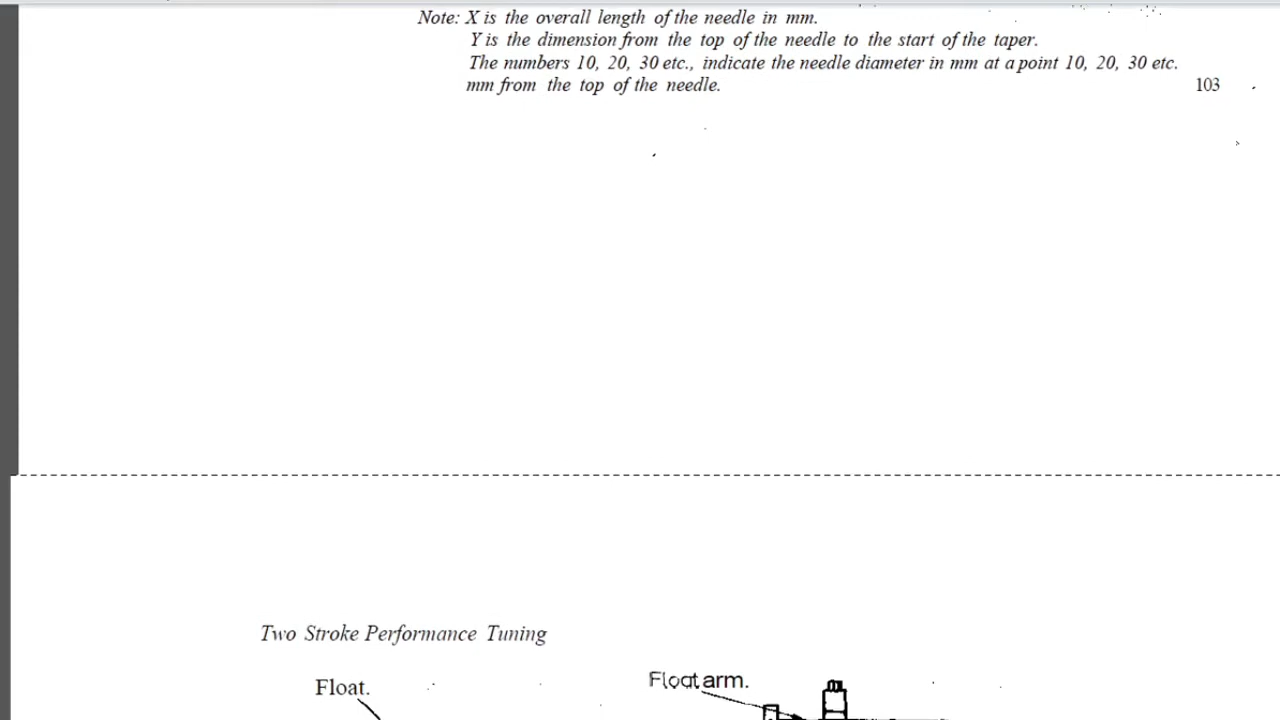 Note: X is the overall length of the needle in mm.
Y is the dimension from the top of the needle to the start of the taper.
The numbers 10, 20, 30 etc., indicate the needle diameter in mm at a point 10, 20, 30 etc.
mm from the top of the needle.
103
Two Stroke Performance Tuning
Float.
Float arm.